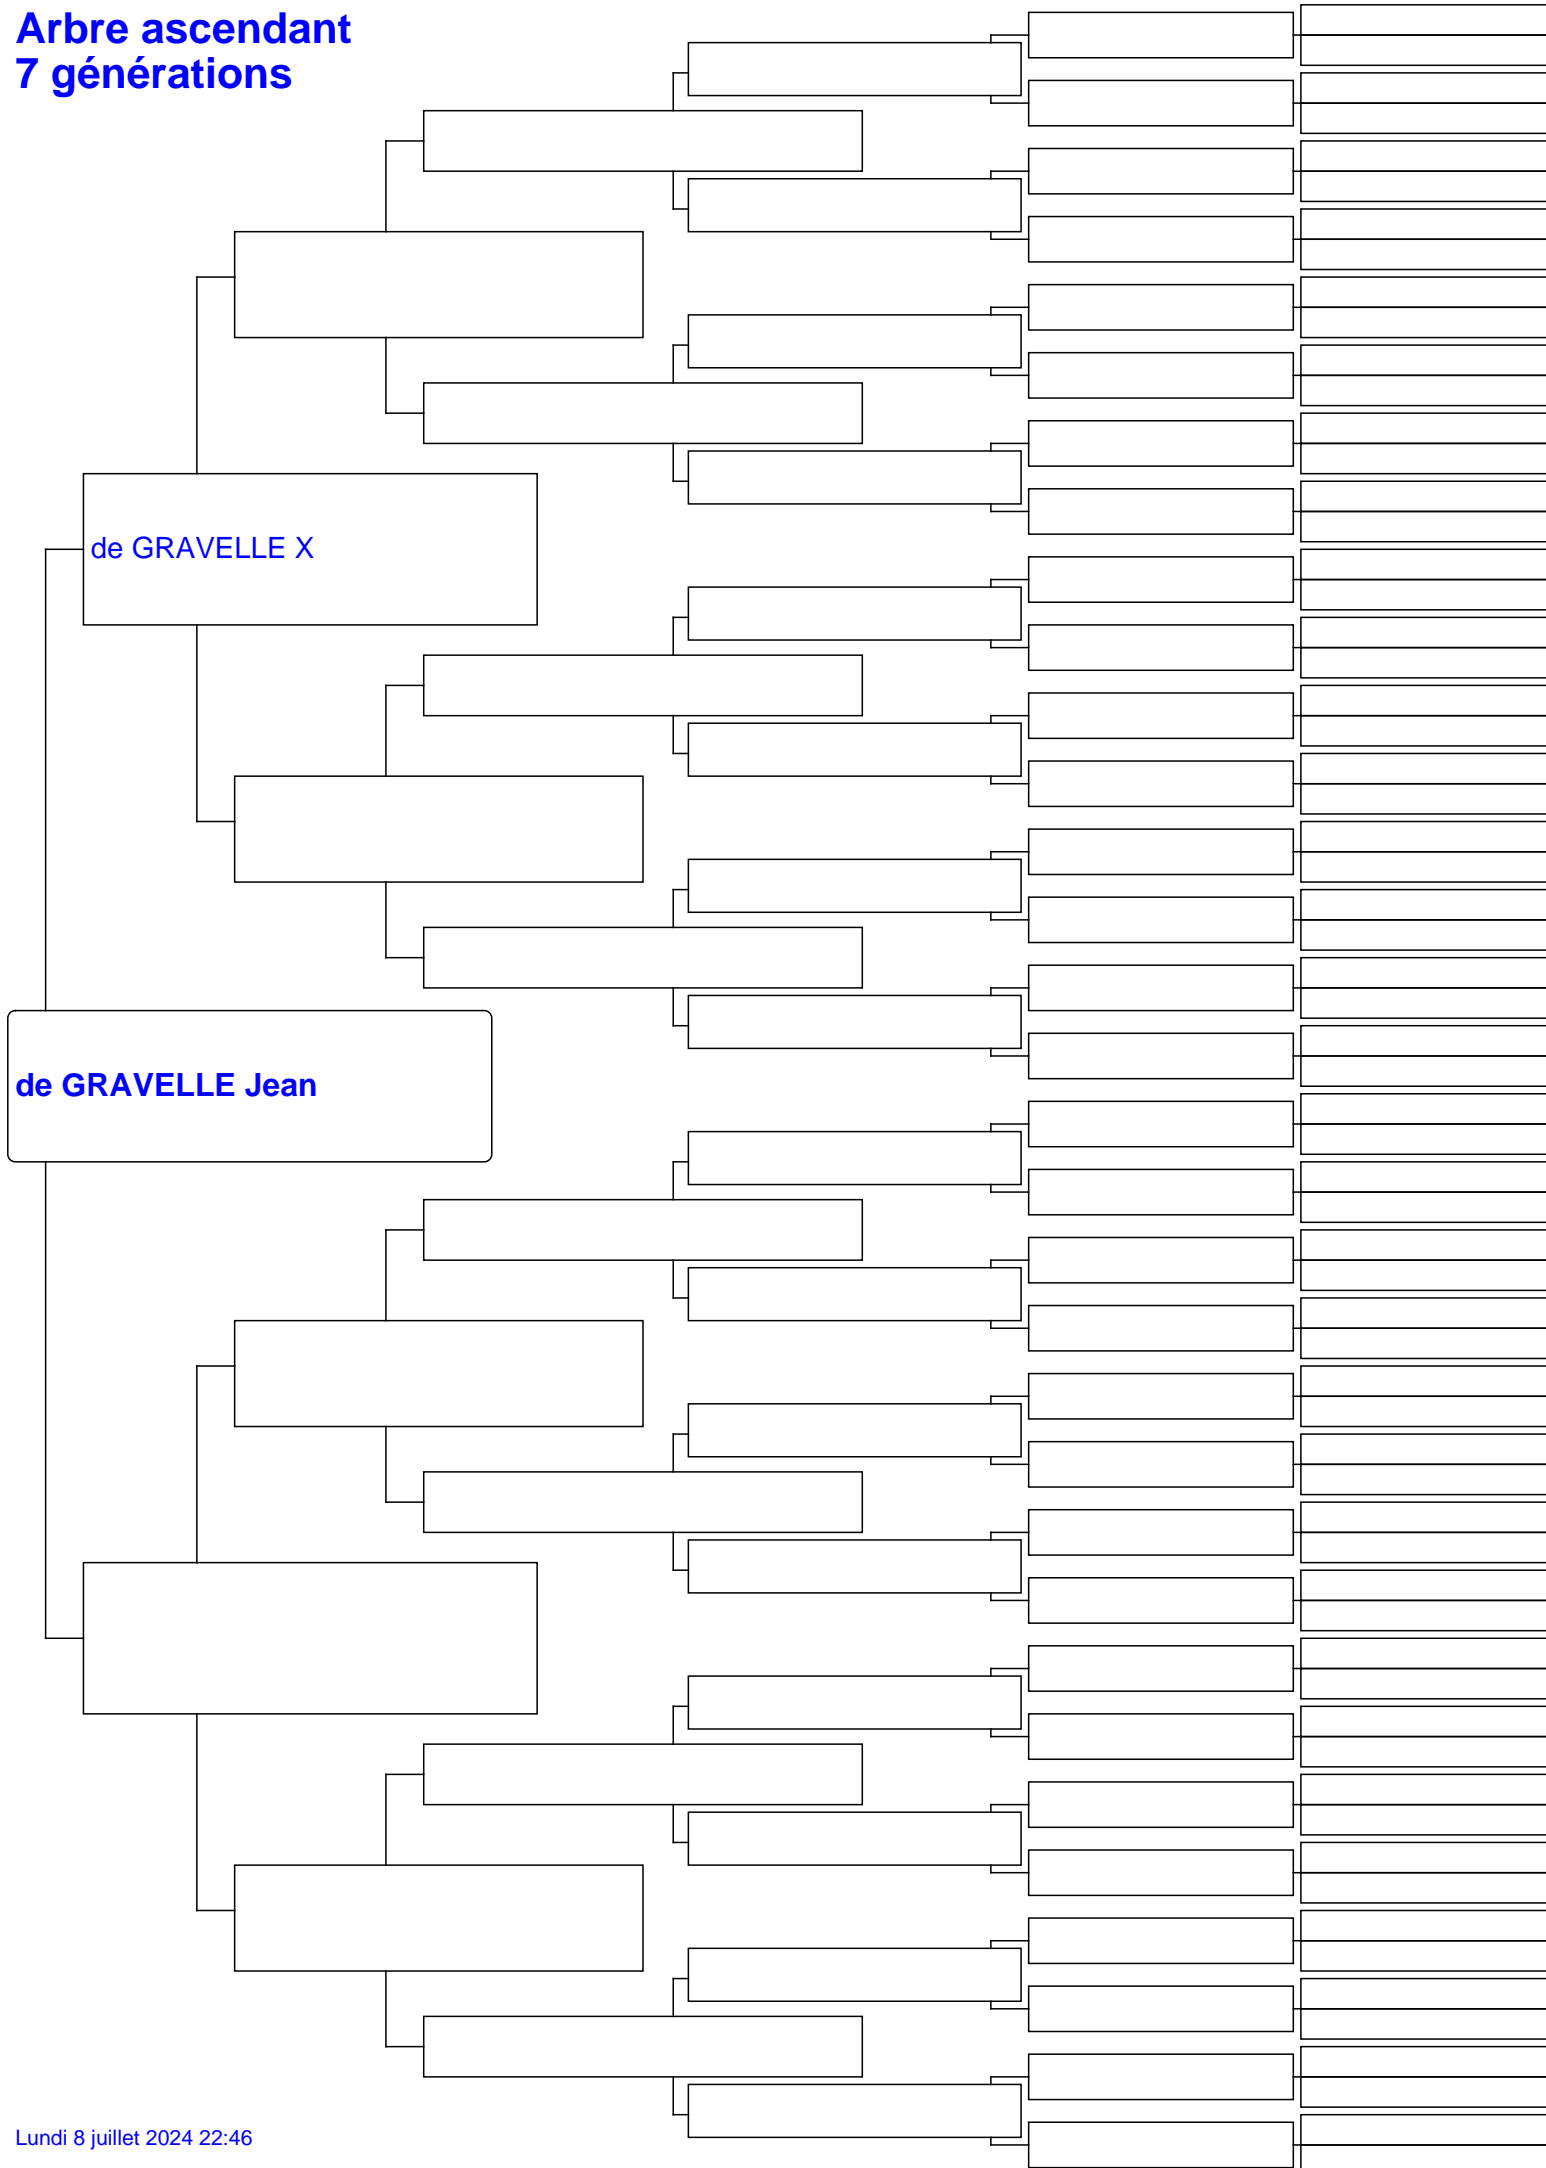 Arbre ascendant
7 générations
de GRAVELLE X
de GRAVELLE Jean
Lundi 8 juillet 2024 22:46